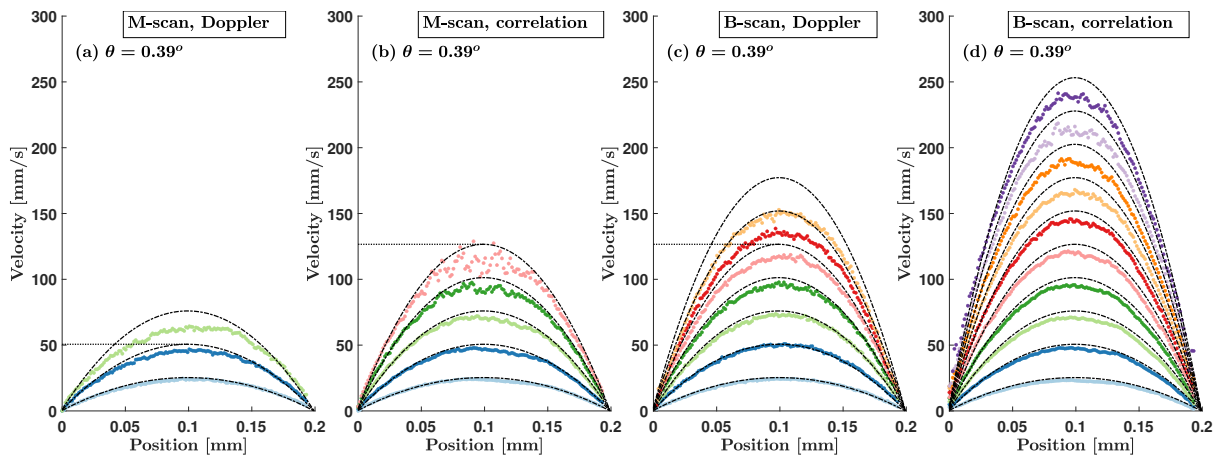 M-scan, Doppler
(a) θ = 0.39°
300
250
200
150
100
50
0
Velocity [mm/s]
0 0.05 0.1 0.15 0.2
Position [mm]
M-scan, correlation
(b) θ = 0.39°
300
250
200
150
100
50
0
Velocity [mm/s]
0 0.05 0.1 0.15 0.2
Position [mm]
B-scan, Doppler
(c) θ = 0.39°
300
250
200
150
100
50
0
Velocity [mm/s]
0 0.05 0.1 0.15 0.2
Position [mm]
B-scan, correlation
(d) θ = 0.39°
300
250
200
150
100
50
0
Velocity [mm/s]
0 0.05 0.1 0.15 0.2
Position [mm]